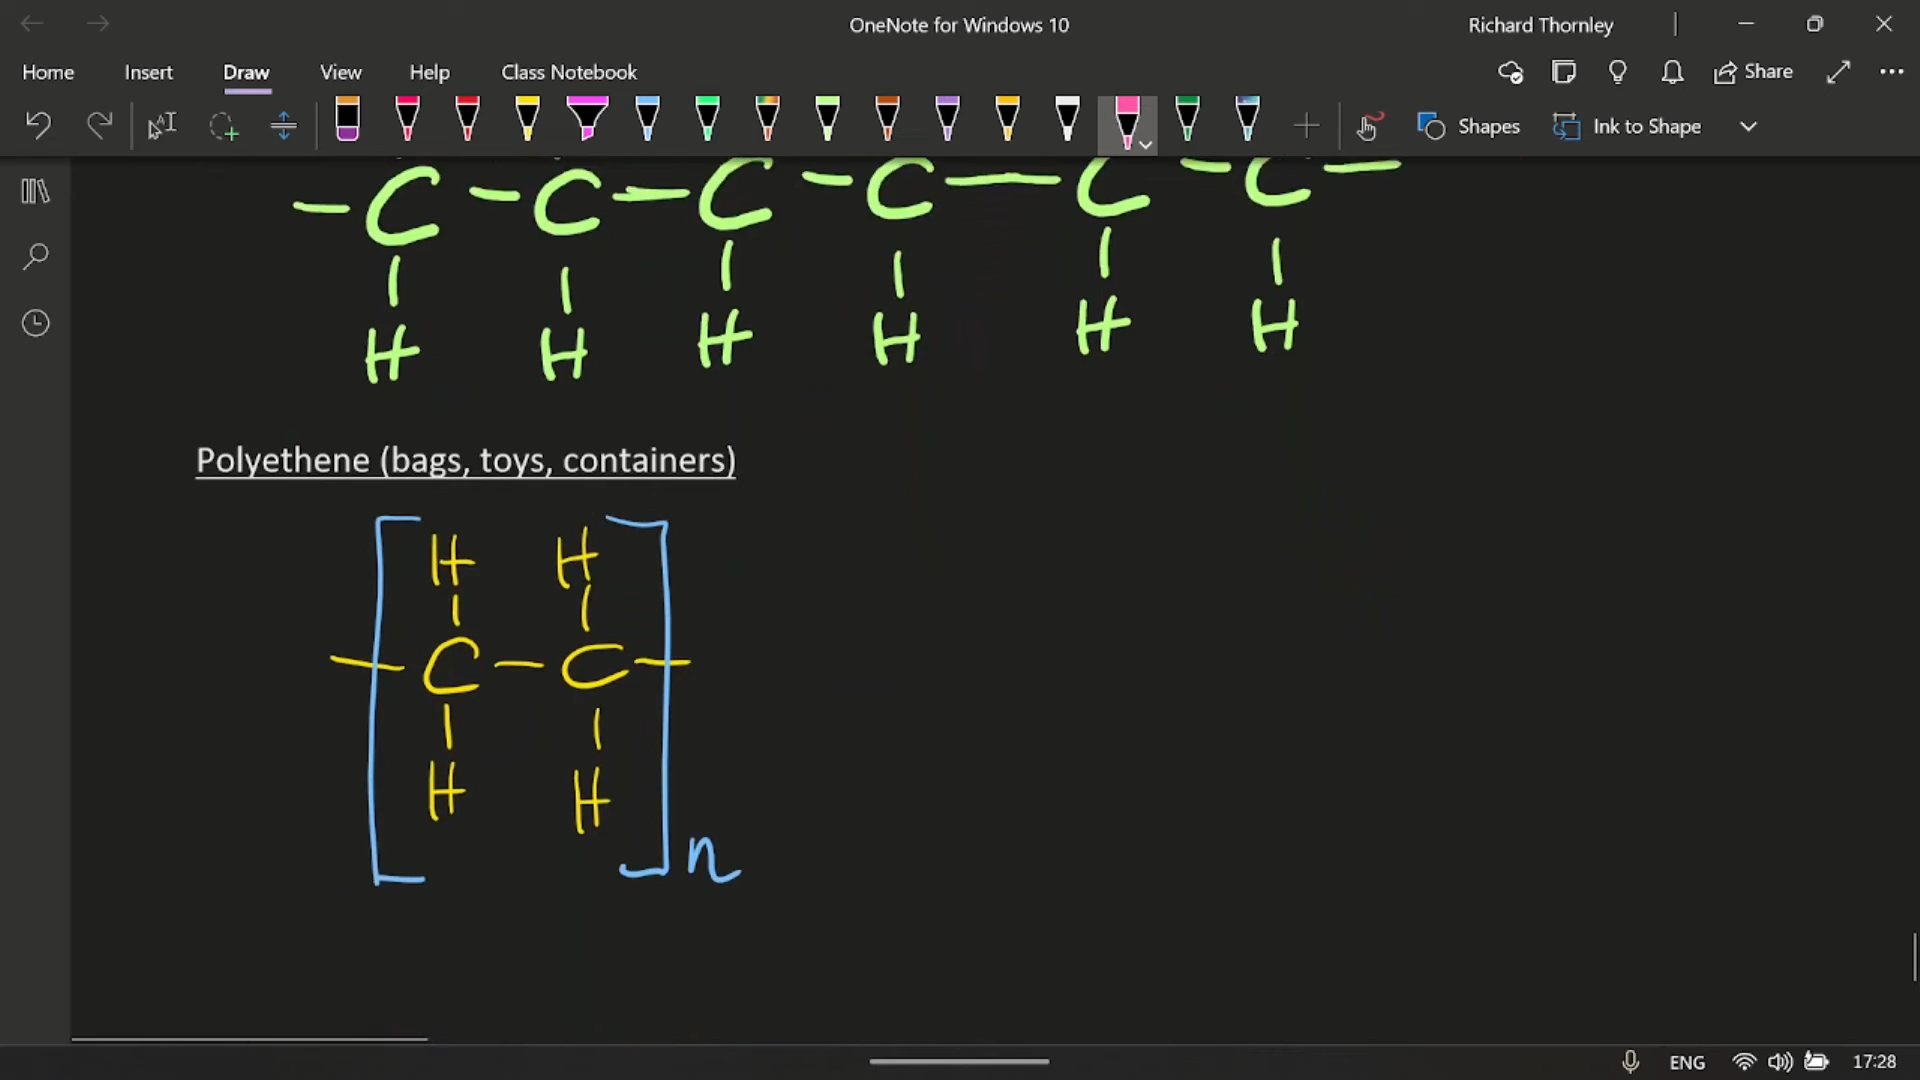 OneNote for Windows 10
Richard Thornley
Home Insert Draw View Help Class Notebook
Share
Shapes
Ink to Shape
– C – C – C – C – C – C –
H H H H H H
Polyethene (bags, toys, containers)
H H
– C – C –
H H
n
ENG
17:28